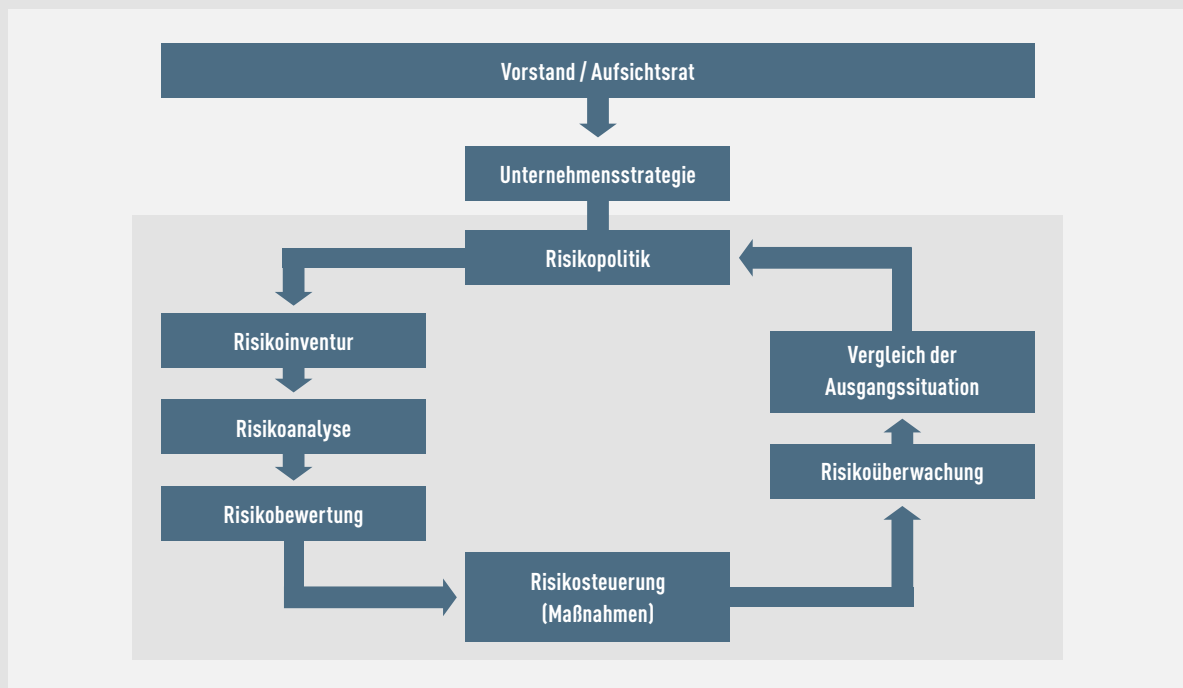 Vorstand / Aufsichtsrat
Unternehmensstrategie
Risikopolitik
Risikoinventur
Risikoanalyse
Risikobewertung
Risikosteuerung
(Maßnahmen)
Vergleich der
Ausgangssituation
Risikoüberwachung